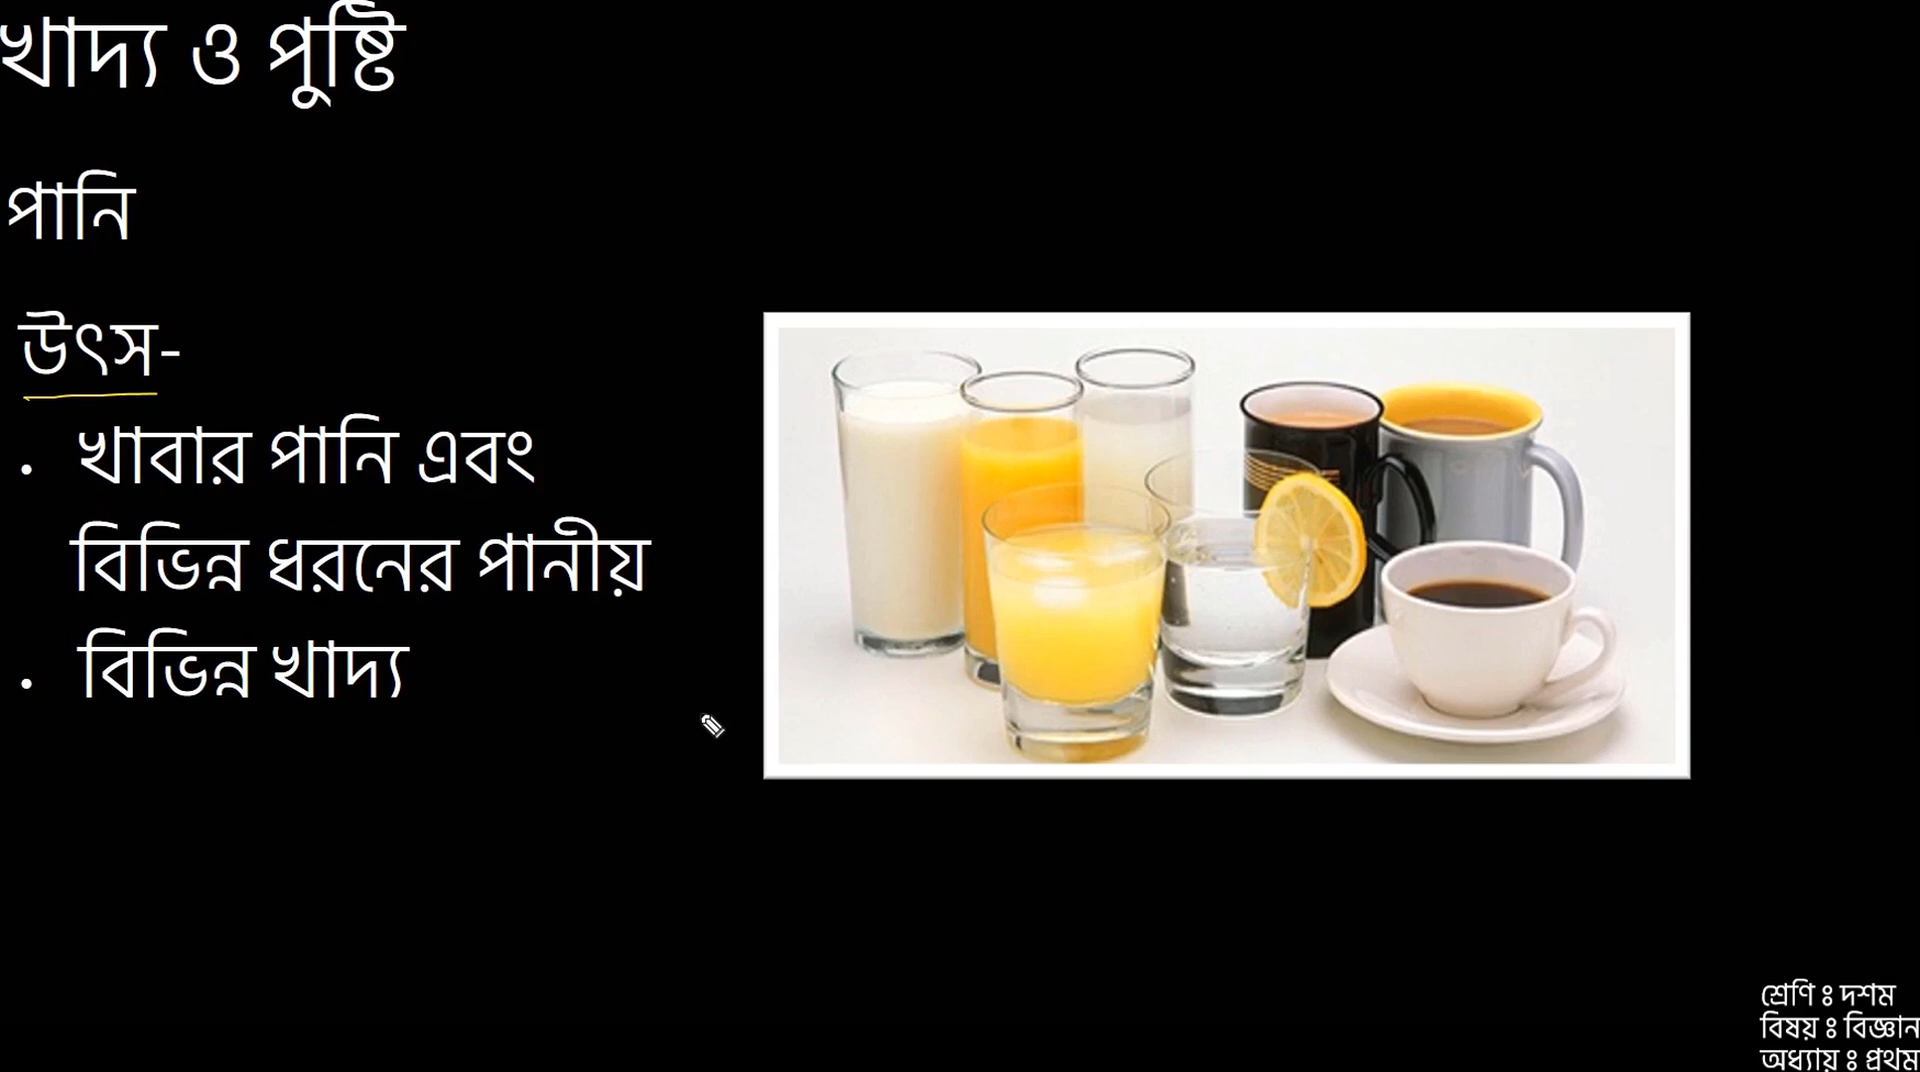 খাদ্য ও পুষ্টি
পানি
উৎস-
• খাবার পানি এবং
বিভিন্ন ধরনের পানীয়
• বিভিন্ন খাদ্য
শ্রেণি ঃ দশম
বিষয় ঃ বিজ্ঞান
অধ্যায় ঃ প্রথম